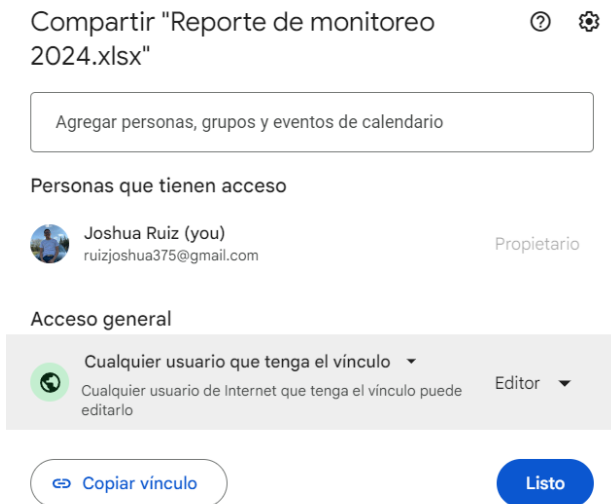 Compartir "Reporte de monitoreo
2024.xlsx"
Agregar personas, grupos y eventos de calendario
Personas que tienen acceso
Joshua Ruiz (you)
ruizjoshua375@gmail.com
Propietario
Acceso general
Cualquier usuario que tenga el vínculo
Cualquier usuario de Internet que tenga el vínculo puede
editarlo
Editor
Copiar vínculo
Listo